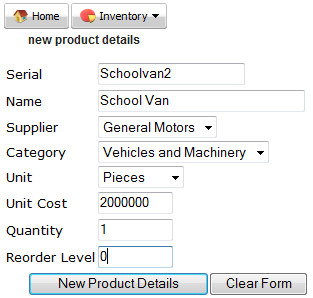 Home Inventory
new product details
Serial Schoolvan2
Name School Van
Supplier General Motors
Category Vehicles and Machinery
Unit Pieces
Unit Cost 2000000
Quantity 1
Reorder Level 0
New Product Details Clear Form